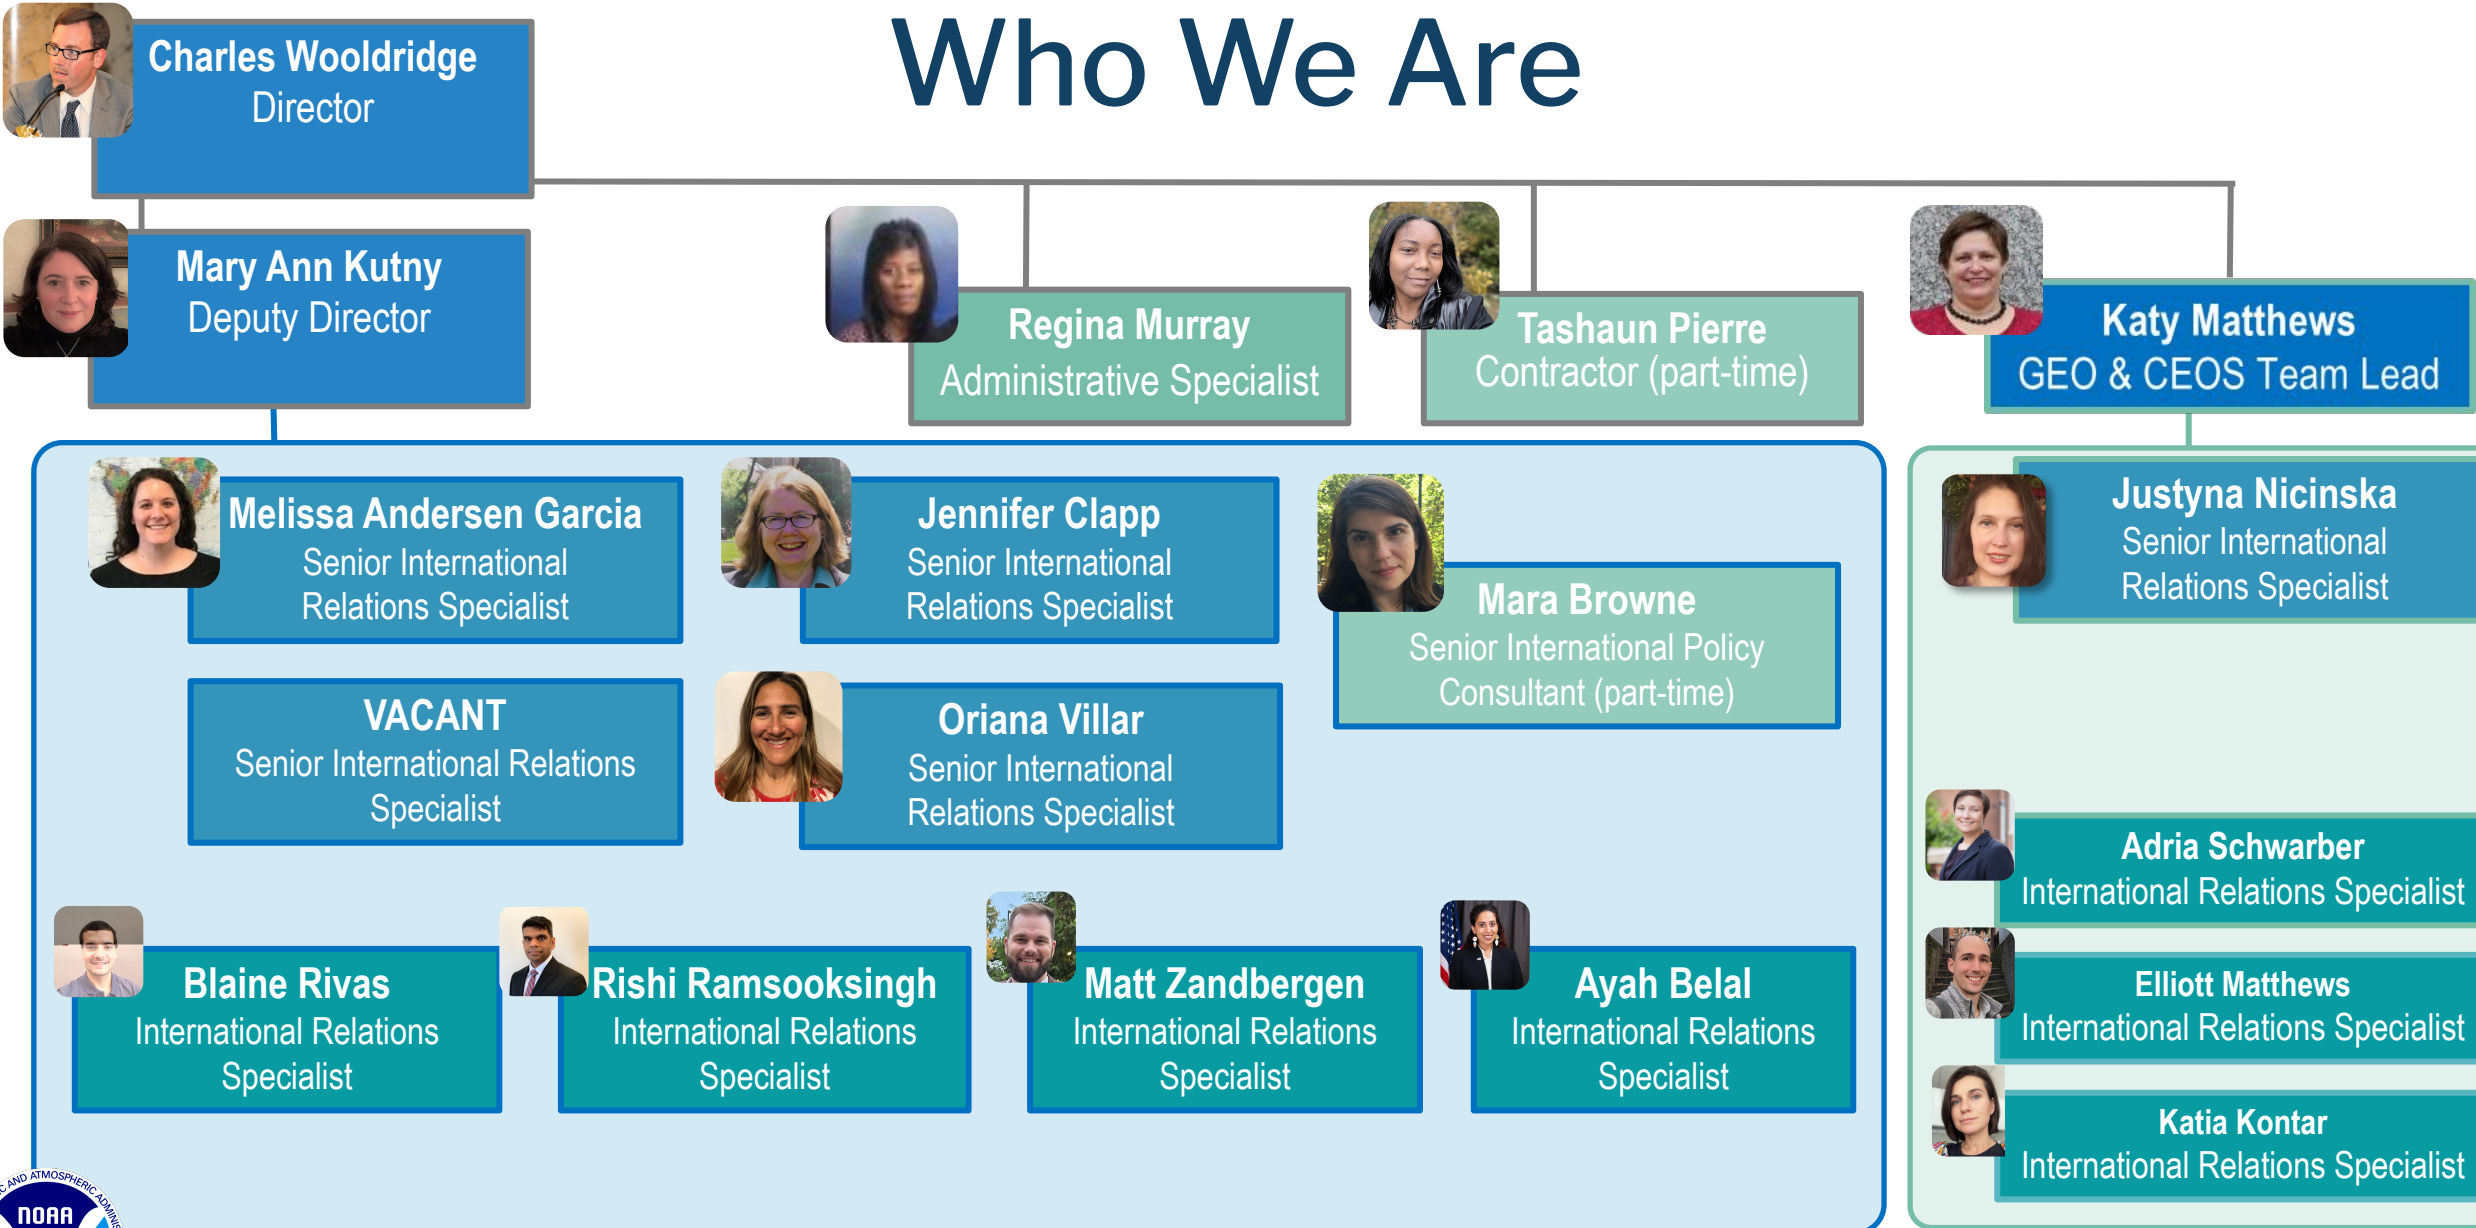 Who We Are
Charles Wooldridge
Director
Mary Ann Kutny
Deputy Director
Regina Murray
Administrative Specialist
Tashaun Pierre
Contractor (part-time)
Katy Matthews
GEO & CEOS Team Lead
Melissa Andersen Garcia
Senior International
Relations Specialist
Jennifer Clapp
Senior International
Relations Specialist
Mara Browne
Senior International Policy
Consultant (part-time)
VACANT
Senior International Relations
Specialist
Oriana Villar
Senior International
Relations Specialist
Blaine Rivas
International Relations
Specialist
Rishi Ramsooksingh
International Relations
Specialist
Matt Zandbergen
International Relations
Specialist
Ayah Belal
International Relations
Specialist
Justyna Nicinska
Senior International
Relations Specialist
Adria Schwarber
International Relations Specialist
Elliott Matthews
International Relations Specialist
Katia Kontar
International Relations Specialist
AND ATMOSPHERIC
NOAA